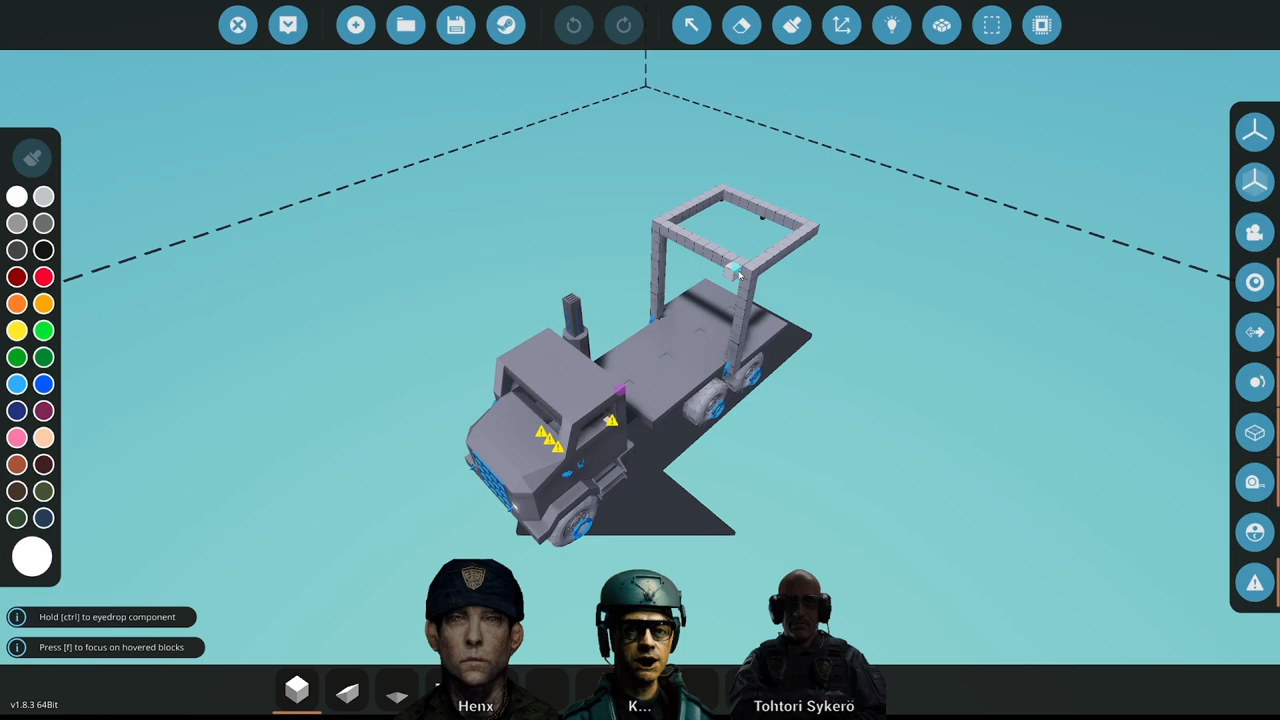 Hold [ctrl] to eyedrop component
Press [f] to focus on hovered blocks
v1.8.3 64Bit
Henx
K...
Tohtori Sykerö